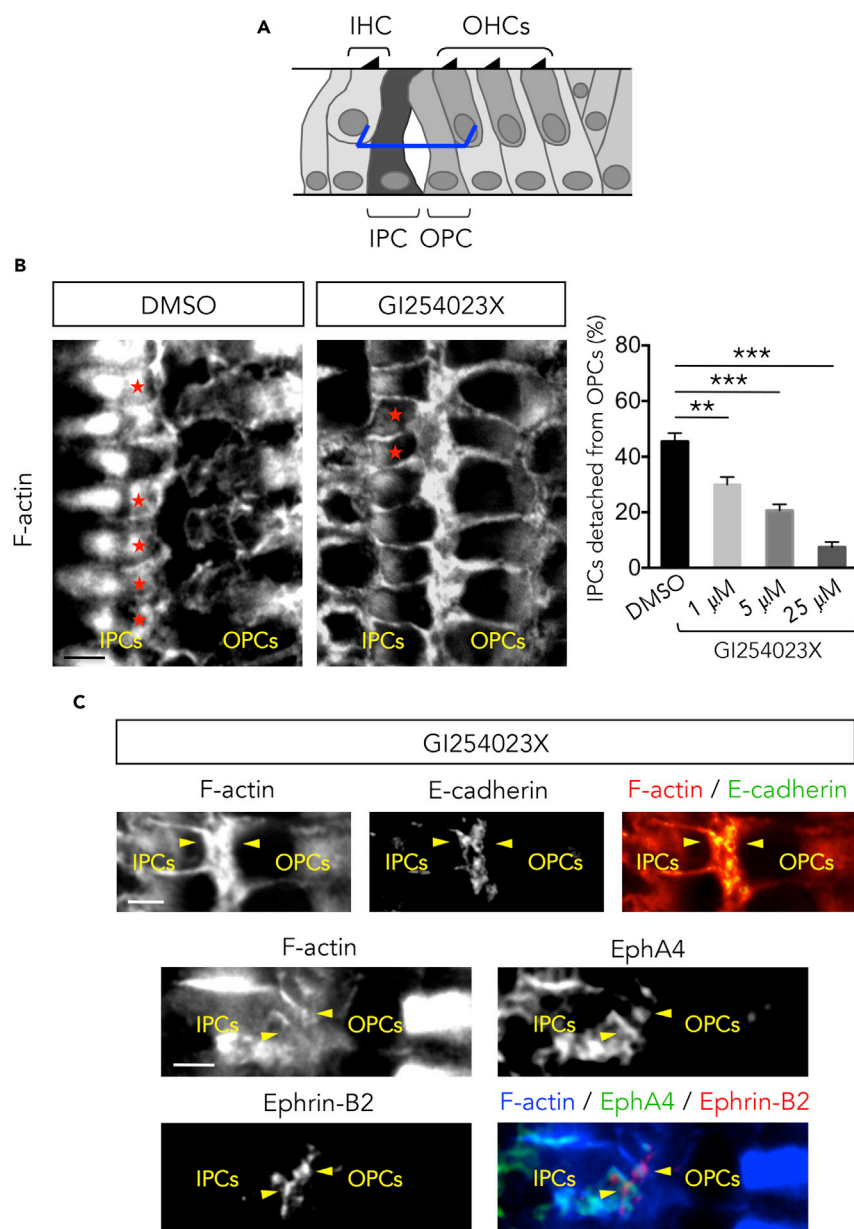 A
IHC OHCs
IPC OPC
B
DMSO GI254023X
F-actin
IPCs OPCs
IPCs OPCs
IPCs detached from OPCs (%)
80
60
40
20
0
***
***
**
DMSO 1 µM 5 µM 25 µM
GI254023X
C
GI254023X
F-actin E-cadherin F-actin / E-cadherin
IPCs OPCs IPCs OPCs IPCs OPCs
F-actin EphA4
IPCs OPCs IPCs OPCs
Ephrin-B2 F-actin / EphA4 / Ephrin-B2
IPCs OPCs IPCs OPCs